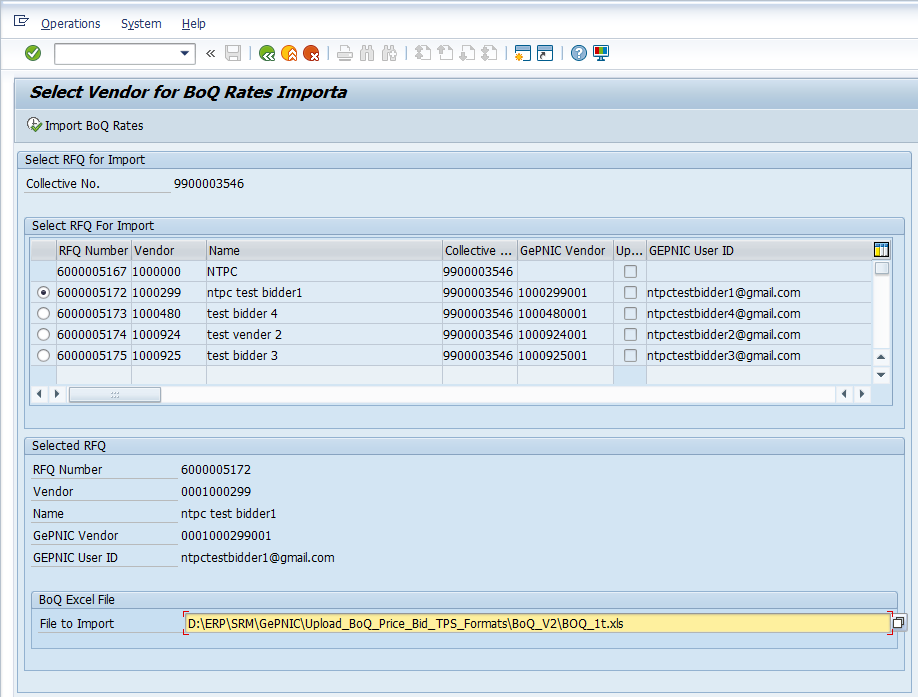 Operations System Help
Select Vendor for BoQ Rates Importa
Import BoQ Rates
Select RFQ for Import
Collective No. 9900003546
Select RFQ For Import
RFQ Number Vendor Name Collective ... GePNIC Vendor Up... GEPNIC User ID
6000005167 1000000 NTPC 9900003546
6000005172 1000299 ntpc test bidder1 9900003546 1000299001 ntpctestbidder1@gmail.com
6000005173 1000480 test bidder 4 9900003546 1000480001 ntpctestbidder4@gmail.com
6000005174 1000924 test vender 2 9900003546 1000924001 ntpctestbidder2@gmail.com
6000005175 1000925 test bidder 3 9900003546 1000925001 ntpctestbidder3@gmail.com
Selected RFQ
RFQ Number 6000005172
Vendor 0001000299
Name ntpc test bidder1
GePNIC Vendor 0001000299001
GEPNIC User ID ntpctestbidder1@gmail.com
BoQ Excel File
File to Import D:\ERP\SRM\GePNIC\Upload_BoQ_Price_Bid_TPS_Formats\BoQ_V2\BOQ_1t.xls